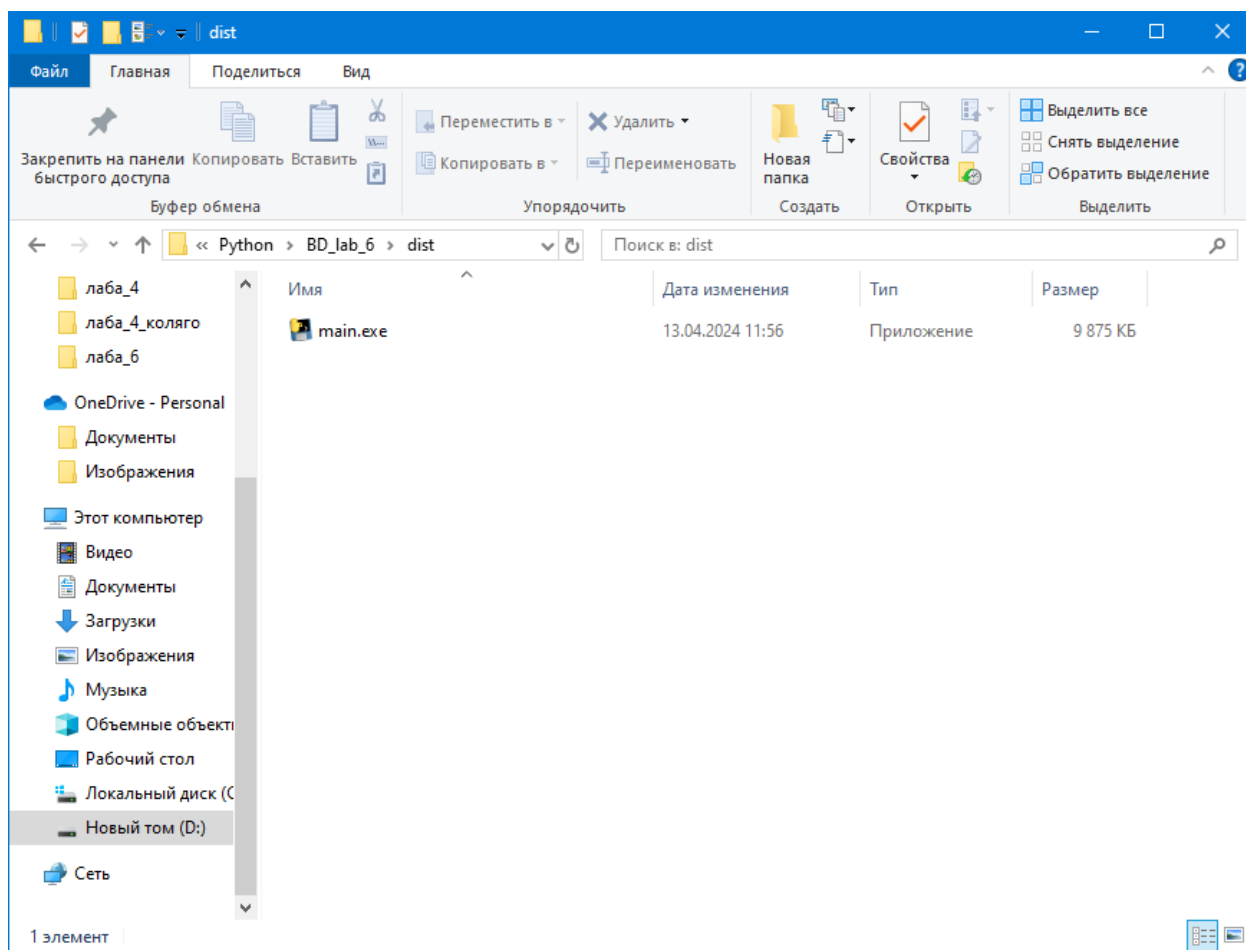 dist
Файл Главная Поделиться Вид
Закрепить на панели быстрого доступа
Копировать
Вставить
Переместить в
Копировать в
Удалить
Переименовать
Новая папка
Свойства
Выделить все
Снять выделение
Обратить выделение
Буфер обмена Упорядочить Создать Открыть Выделить
« Python > BD_lab_6 > dist Поиск в: dist
Имя Дата изменения Тип Размер
main.exe 13.04.2024 11:56 Приложение 9 875 КБ
лаба_4
лаба_4_коляго
лаба_6
OneDrive - Personal
Документы
Изображения
Этот компьютер
Видео
Документы
Загрузки
Изображения
Музыка
Объемные объекты
Рабочий стол
Локальный диск (C
Новый том (D:)
Сеть
1 элемент